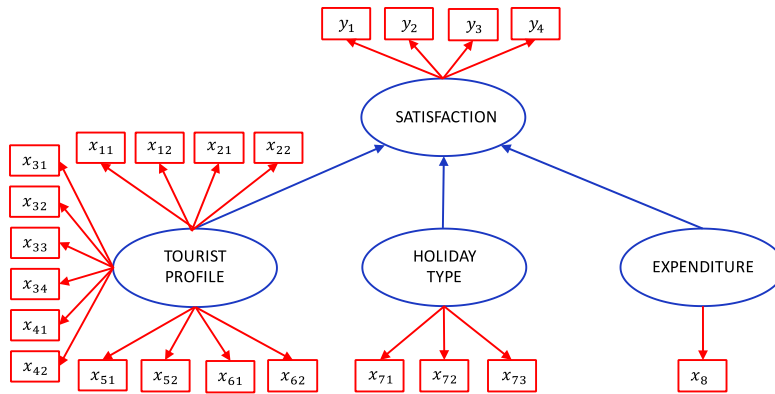 y₁ y₂ y₃ y₄
SATISFACTION
x₁₁ x₁₂ x₂₁ x₂₂
x₃₁
x₃₂
x₃₃
x₃₄
x₄₁
x₄₂
TOURIST
PROFILE
HOLIDAY
TYPE
EXPENDITURE
x₅₁ x₅₂ x₆₁ x₆₂
x₇₁ x₇₂ x₇₃
x₈